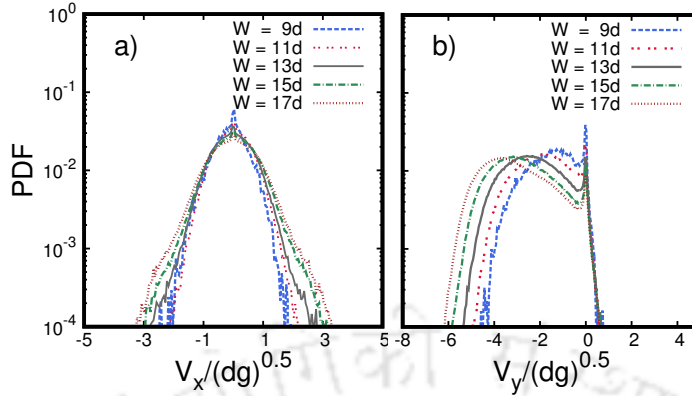 a)
W = 9d
W = 11d
W = 13d
W = 15d
W = 17d
b)
W = 9d
W = 11d
W = 13d
W = 15d
W = 17d
PDF
10^0
10^-1
10^-2
10^-3
10^-4
-5 -3 -1 1 3 5
-8 -6 -4 -2 0 2 4
V_x/(dg)^0.5
V_y/(dg)^0.5